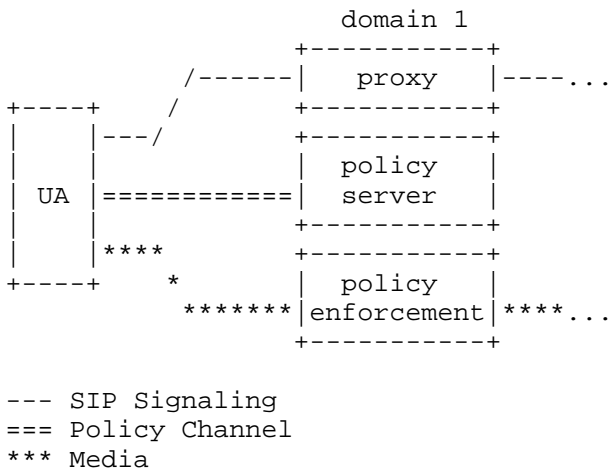 domain 1
proxy ...
policy
UA server
policy
enforcement ...
--- SIP Signaling
=== Policy Channel
*** Media